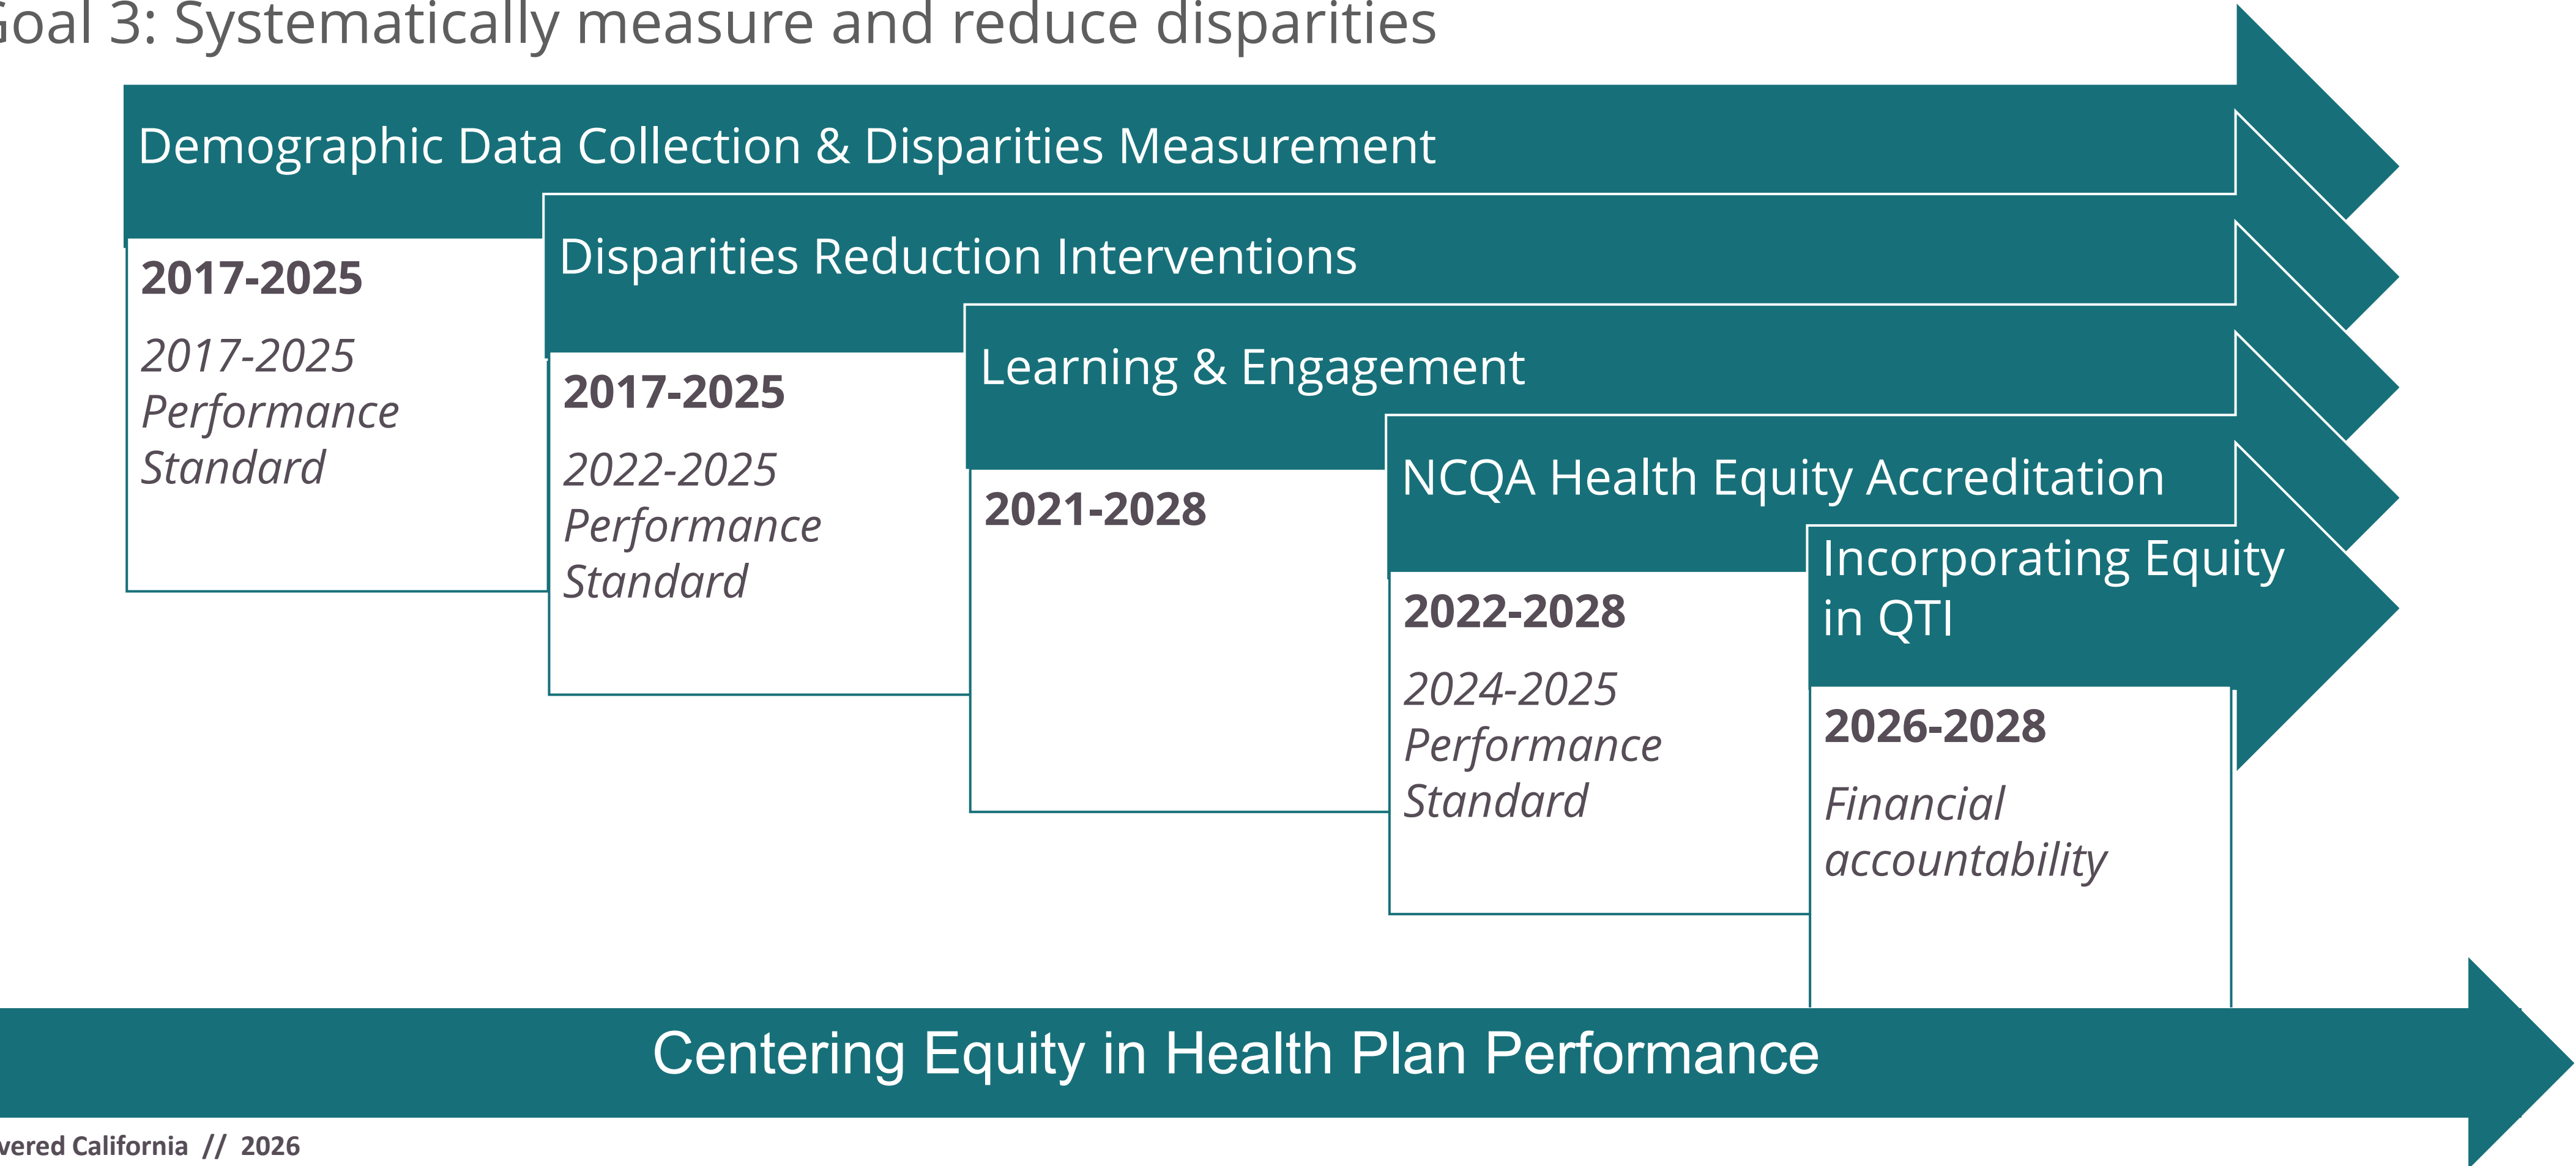 Goal 3: Systematically measure and reduce disparities
Demographic Data Collection & Disparities Measurement
2017-2025
2017-2025
Performance
Standard
Disparities Reduction Interventions
2017-2025
2022-2025
Performance
Standard
Learning & Engagement
2021-2028
NCQA Health Equity Accreditation
2022-2028
2024-2025
Performance
Standard
Incorporating Equity
in QTI
2026-2028
Financial
accountability
Centering Equity in Health Plan Performance
vered California // 2026